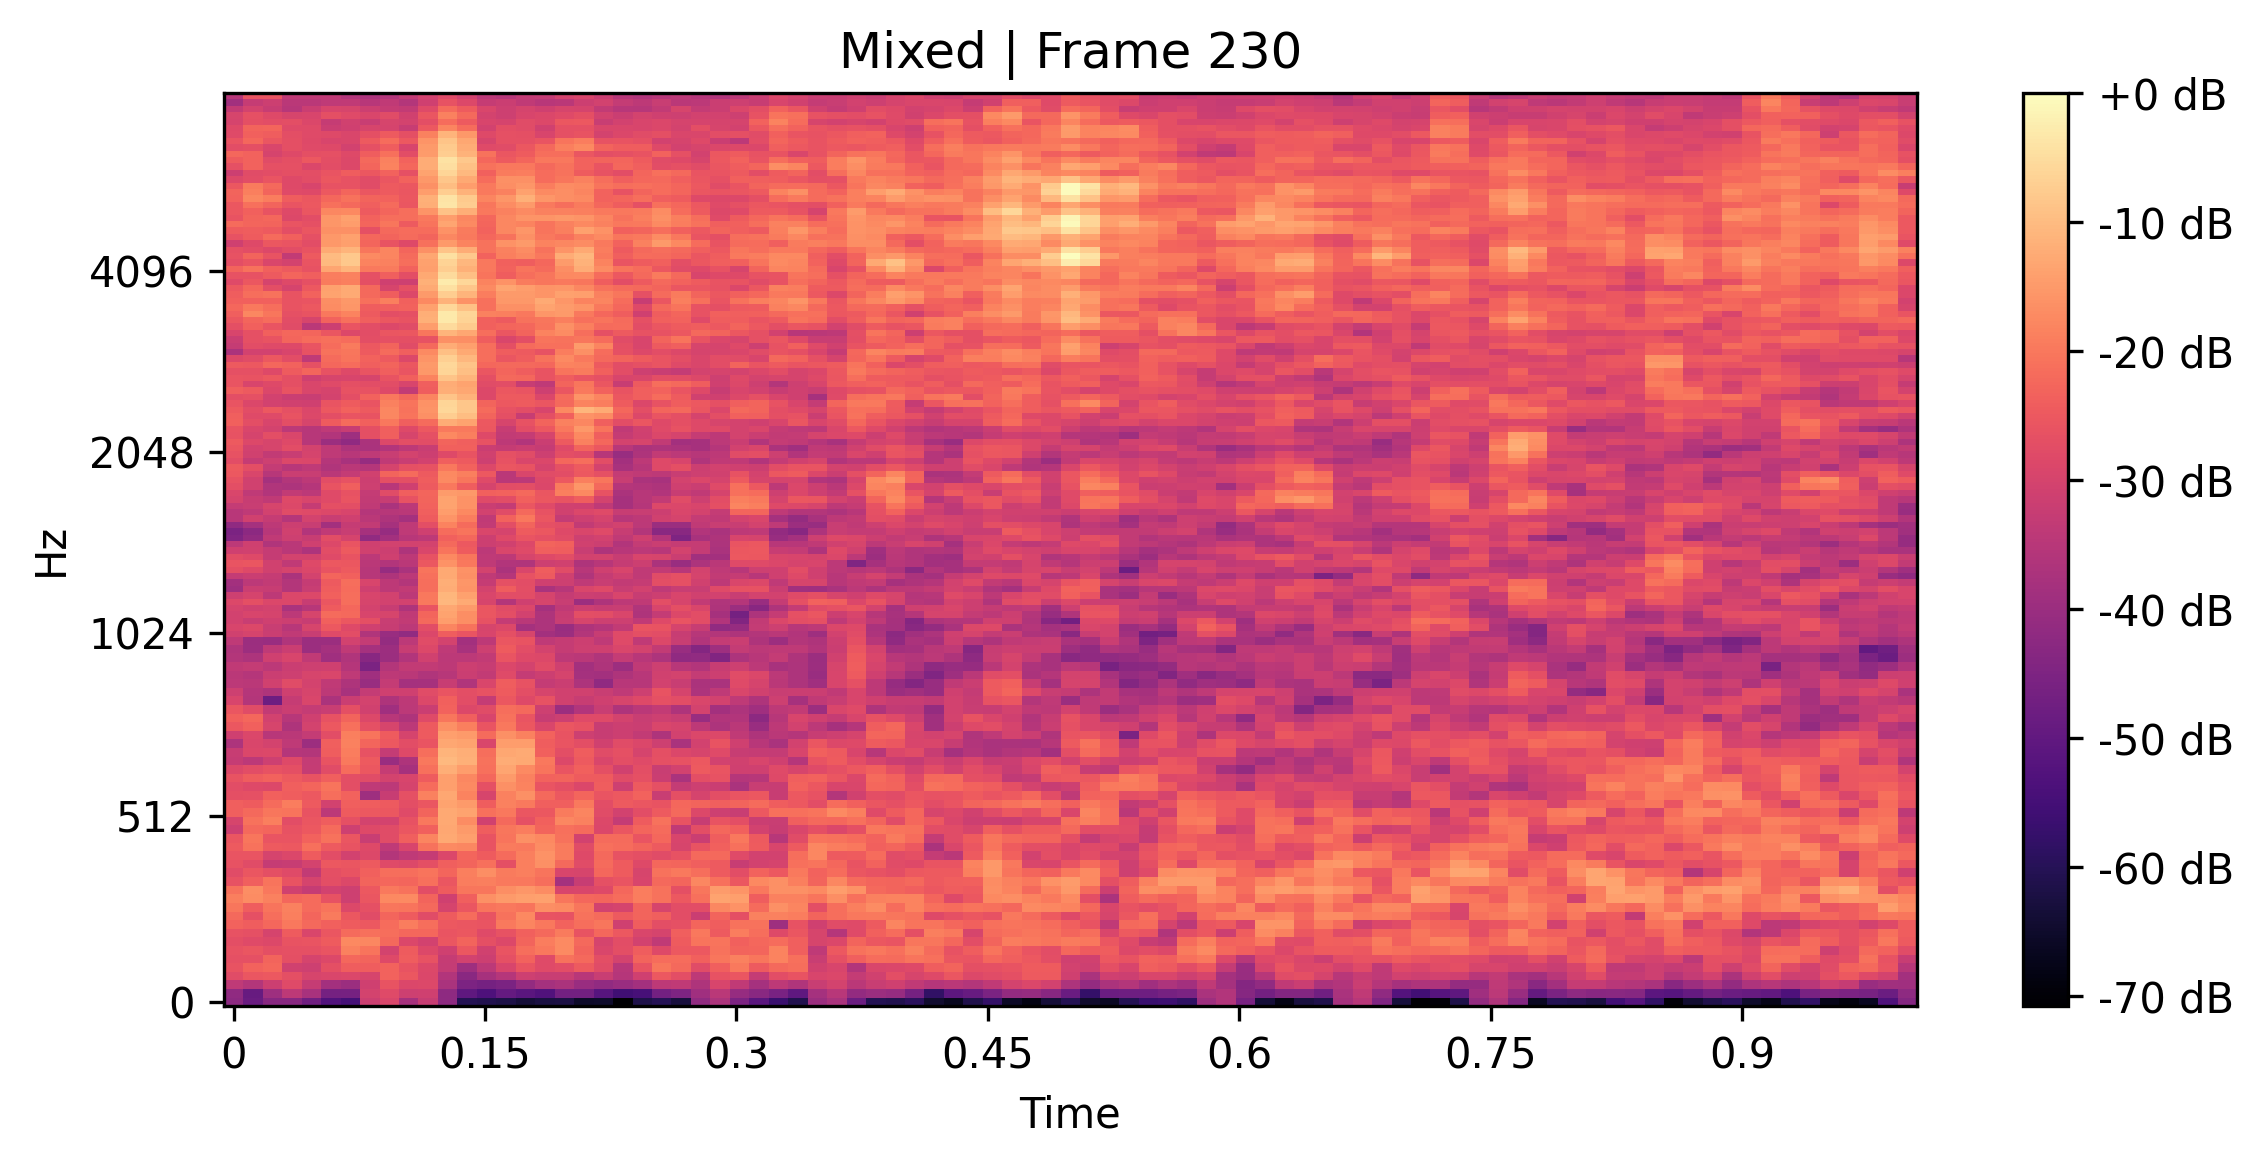 Mixed | Frame 230
+0 dB
-10 dB
-20 dB
-30 dB
-40 dB
-50 dB
-60 dB
-70 dB
Hz
4096
2048
1024
512
0
0 0.15 0.3 0.45 0.6 0.75 0.9
Time